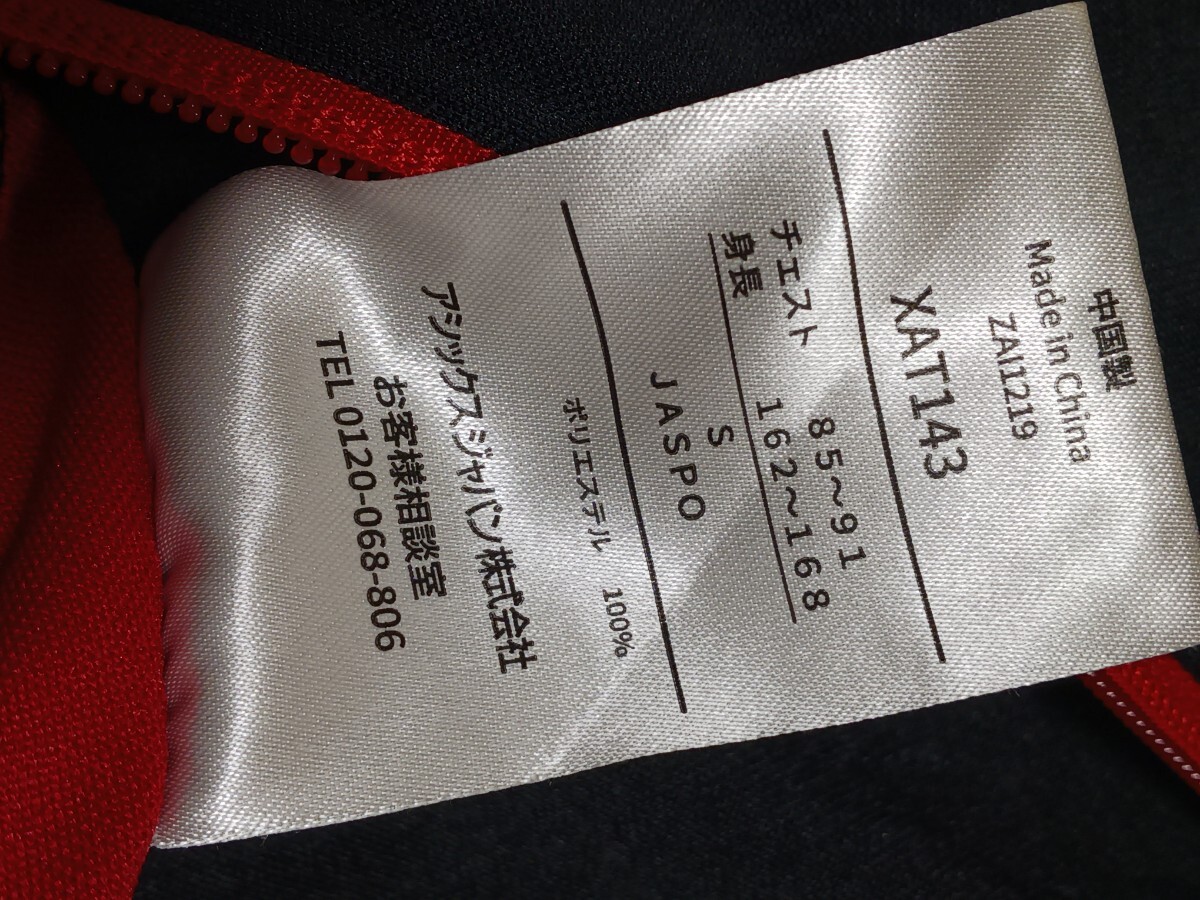 中国製
Made in China
ZAI1219
XAT143
チェスト 85～91
身長 162～168
S
JASPO
ポリエステル 100%
アシックスジャパン株式会社
お客様相談室
TEL 0120-068-806